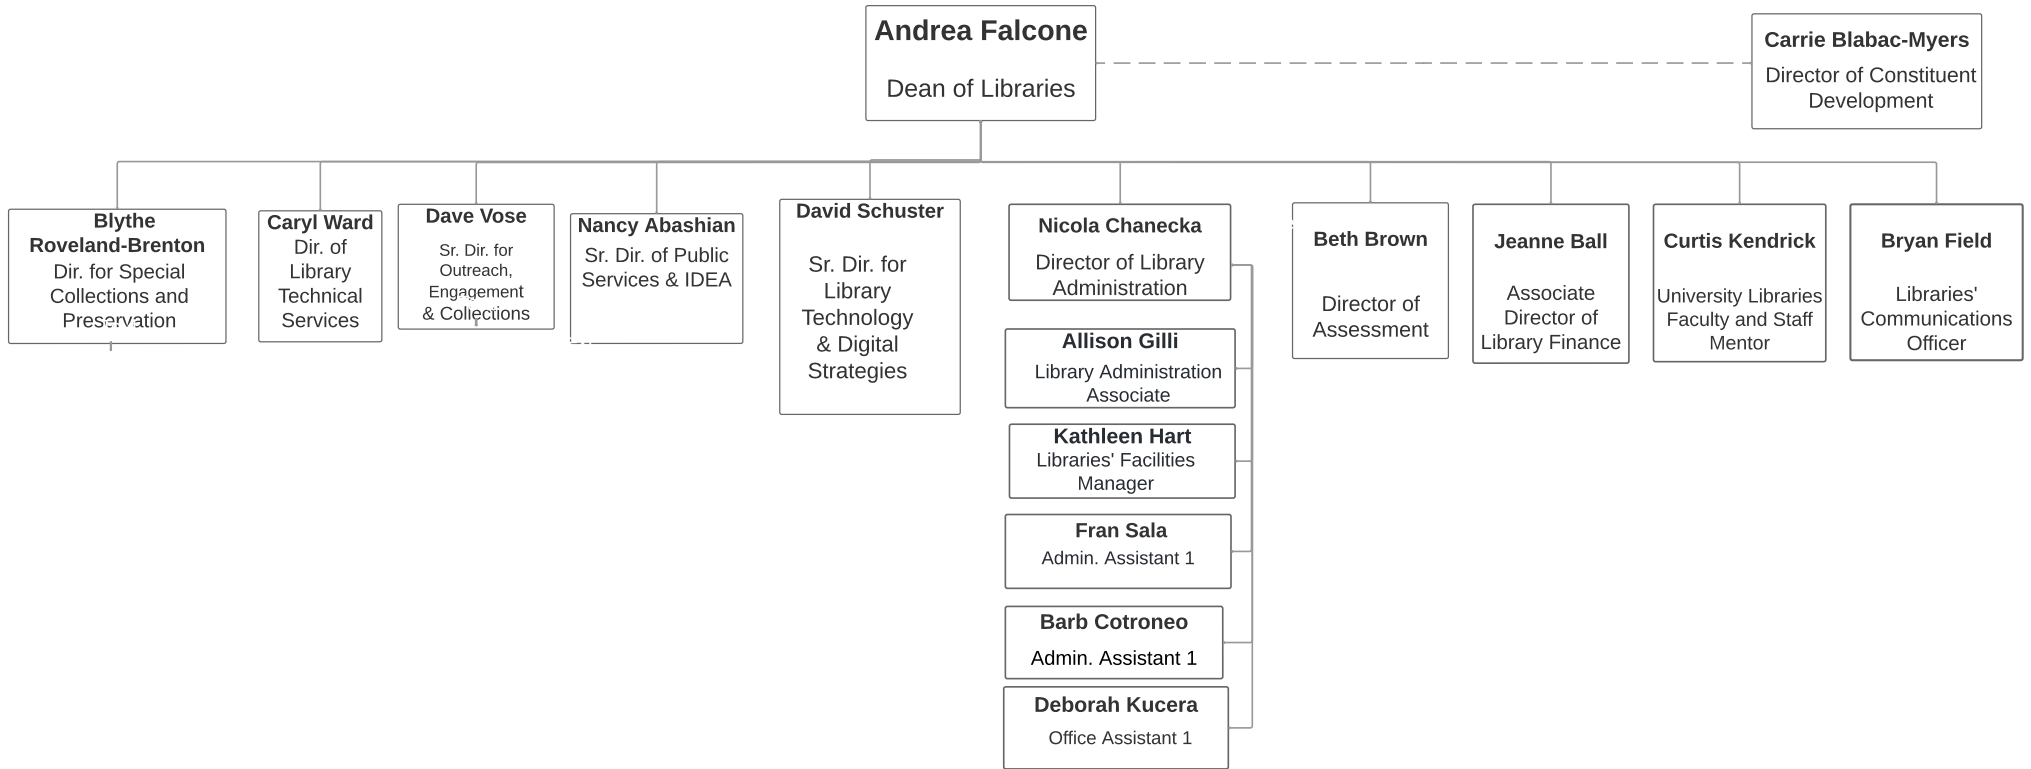 Andrea Falcone
Dean of Libraries
Carrie Blabac-Myers
Director of Constituent
Development
Blythe
Roveland-Brenton
Dir. for Special
Collections and
Preservation
Caryl Ward
Dir. of
Library
Technical
Services
Dave Vose
Sr. Dir. for
Outreach,
Engagement
& Collections
Nancy Abashian
Sr. Dir. of Public
Services & IDEA
David Schuster
Sr. Dir. for
Library
Technology
& Digital
Strategies
Nicola Chanecka
Director of Library
Administration
Allison Gilli
Library Administration
Associate
Kathleen Hart
Libraries' Facilities
Manager
Fran Sala
Admin. Assistant 1
Barb Cotroneo
Admin. Assistant 1
Deborah Kucera
Office Assistant 1
Beth Brown
Director of
Assessment
Jeanne Ball
Associate
Director of
Library Finance
Curtis Kendrick
University Libraries
Faculty and Staff
Mentor
Bryan Field
Libraries'
Communications
Officer